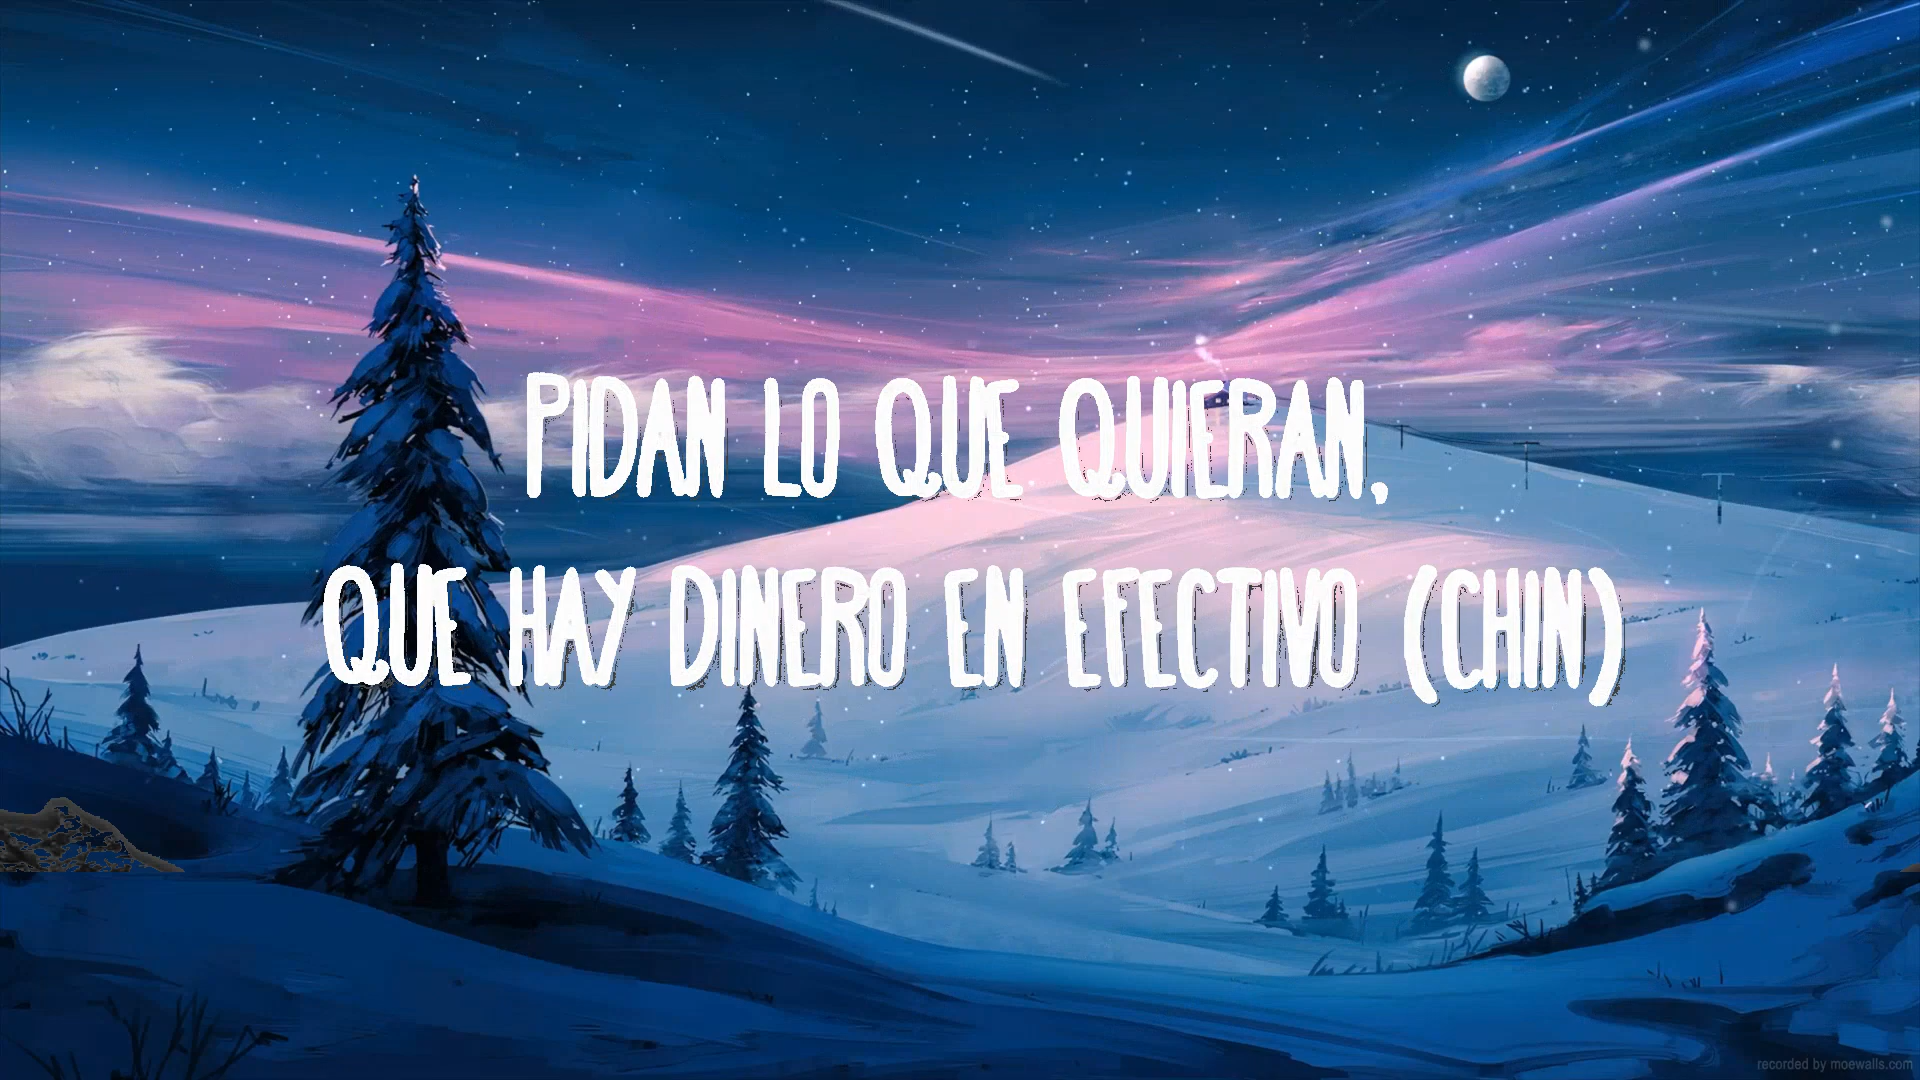 PIDAN LO QUE QUIERAN,
QUE HAY DINERO EN EFECTIVO (CHIN)
recorded by moewalls.com